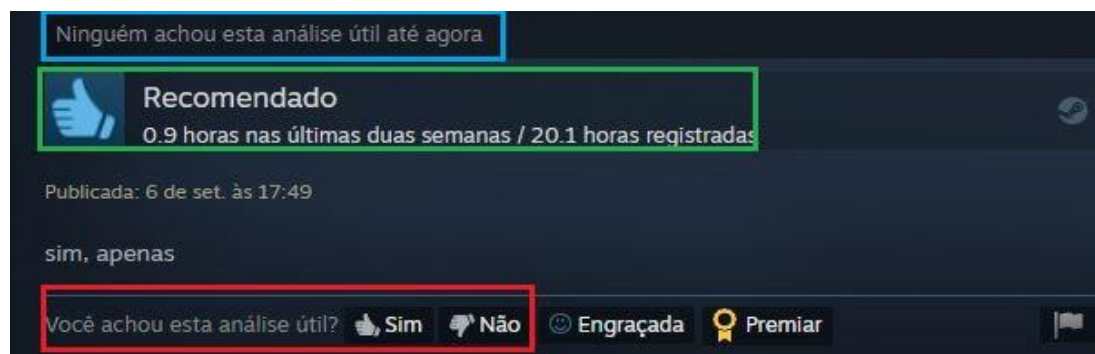 Ninguém achou esta análise útil até agora
Recomendado
0.9 horas nas últimas duas semanas / 20.1 horas registradas
Publicada: 6 de set. às 17:49
sim, apenas
Você achou esta análise útil? Sim Não Engraçada Premiar